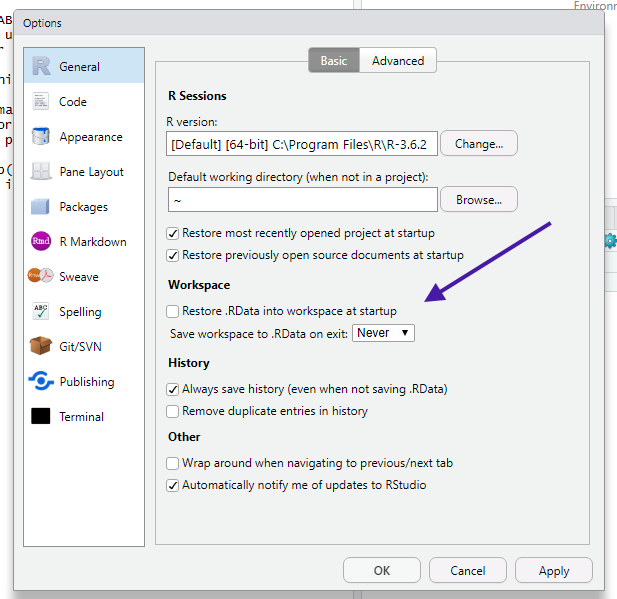 Environm
Options
General
Code
Appearance
Pane Layout
Packages
Rmd
R Markdown
Sweave
ABC
Spelling
Git/SVN
Publishing
Terminal
Basic
Advanced
R Sessions
R version:
[Default] [64-bit] C:\Program Files\R\R-3.6.2
Change...
Default working directory (when not in a project):
~
Browse...
Restore most recently opened project at startup
Restore previously open source documents at startup
Workspace
Restore .RData into workspace at startup
Save workspace to .RData on exit: Never
History
Always save history (even when not saving .RData)
Remove duplicate entries in history
Other
Wrap around when navigating to previous/next tab
Automatically notify me of updates to RStudio
OK
Cancel
Apply